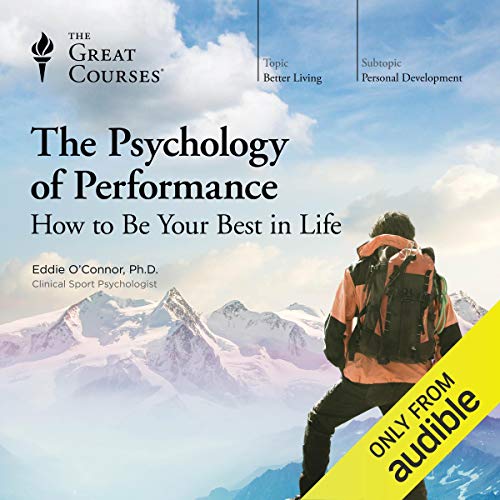 THE
GREAT
COURSES®
Topic
Better Living
Subtopic
Personal Development
The Psychology
of Performance
How to Be Your Best in Life
Eddie O'Connor, Ph.D.
Clinical Sport Psychologist
ONLY FROM
audible